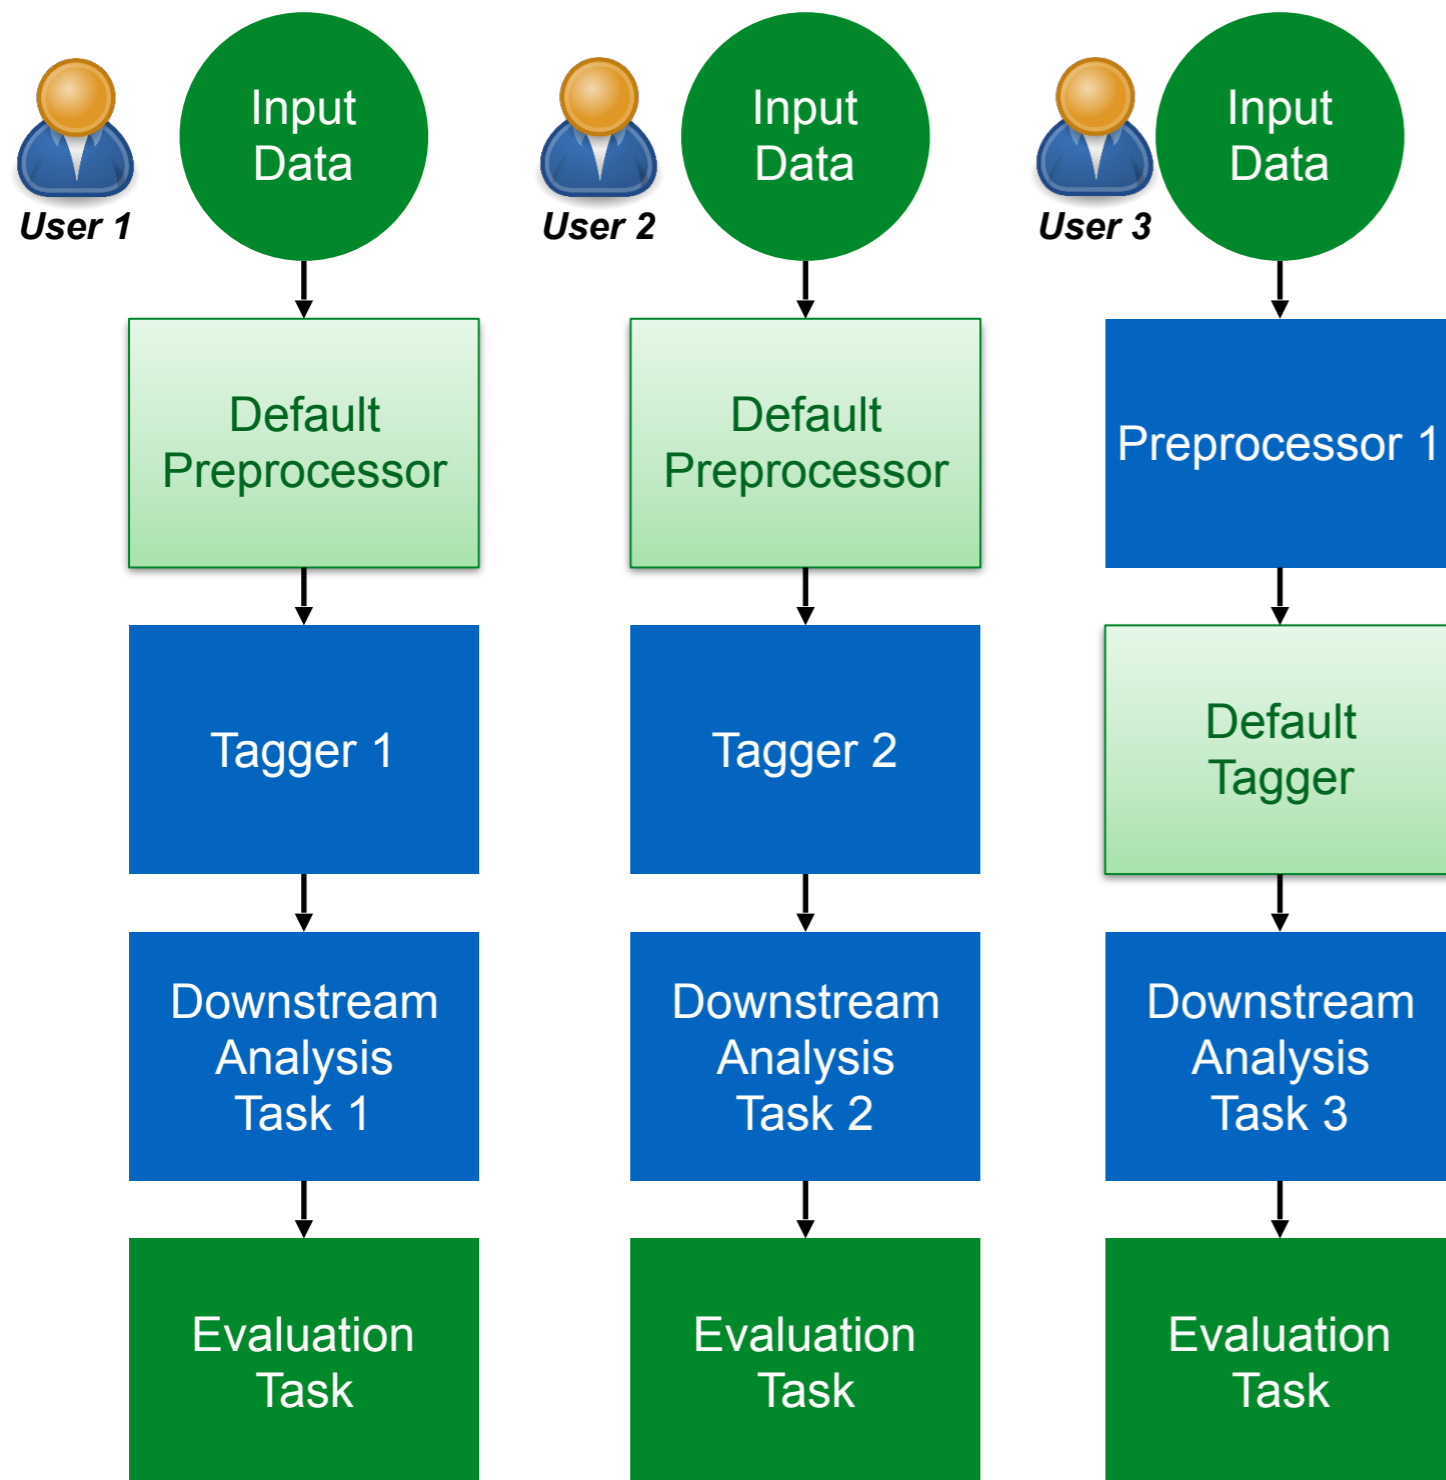 User 1
Input
Data
Default
Preprocessor
Tagger 1
Downstream
Analysis
Task 1
Evaluation
Task
User 2
Input
Data
Default
Preprocessor
Tagger 2
Downstream
Analysis
Task 2
Evaluation
Task
User 3
Input
Data
Preprocessor 1
Default
Tagger
Downstream
Analysis
Task 3
Evaluation
Task